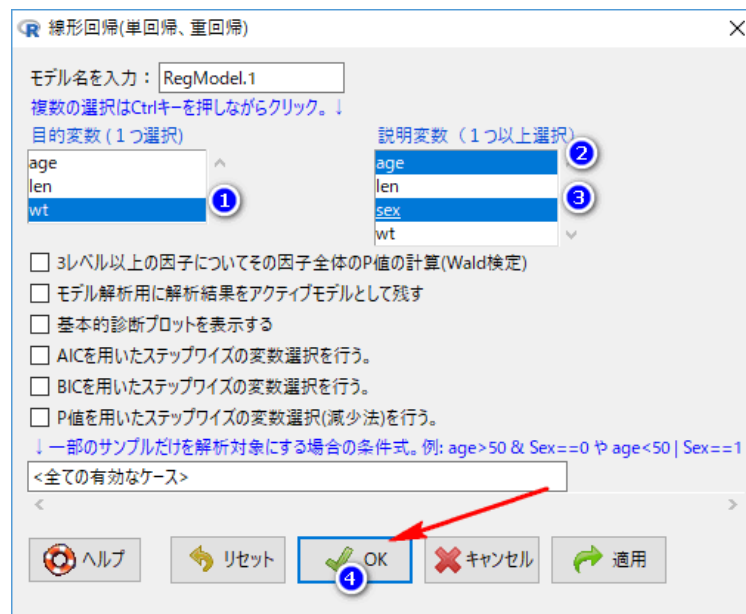 線形回帰(単回帰、重回帰)
モデル名を入力： RegModel.1
複数の選択はCtrlキーを押しながらクリック。↓
目的変数(１つ選択)
age
len
wt
1
説明変数（１つ以上選択)
age
2
len
3
sex
wt
3レベル以上の因子についてその因子全体のP値の計算(Wald検定)
モデル解析用に解析結果をアクティブモデルとして残す
基本的診断プロットを表示する
AICを用いたステップワイズの変数選択を行う。
BICを用いたステップワイズの変数選択を行う。
P値を用いたステップワイズの変数選択(減少法)を行う。
↓一部のサンプルだけを解析対象にする場合の条件式。例: age>50 & Sex==0 や age<50 | Sex==1
<全ての有効なケース>
ヘルプ リセット OK キャンセル 適用
4